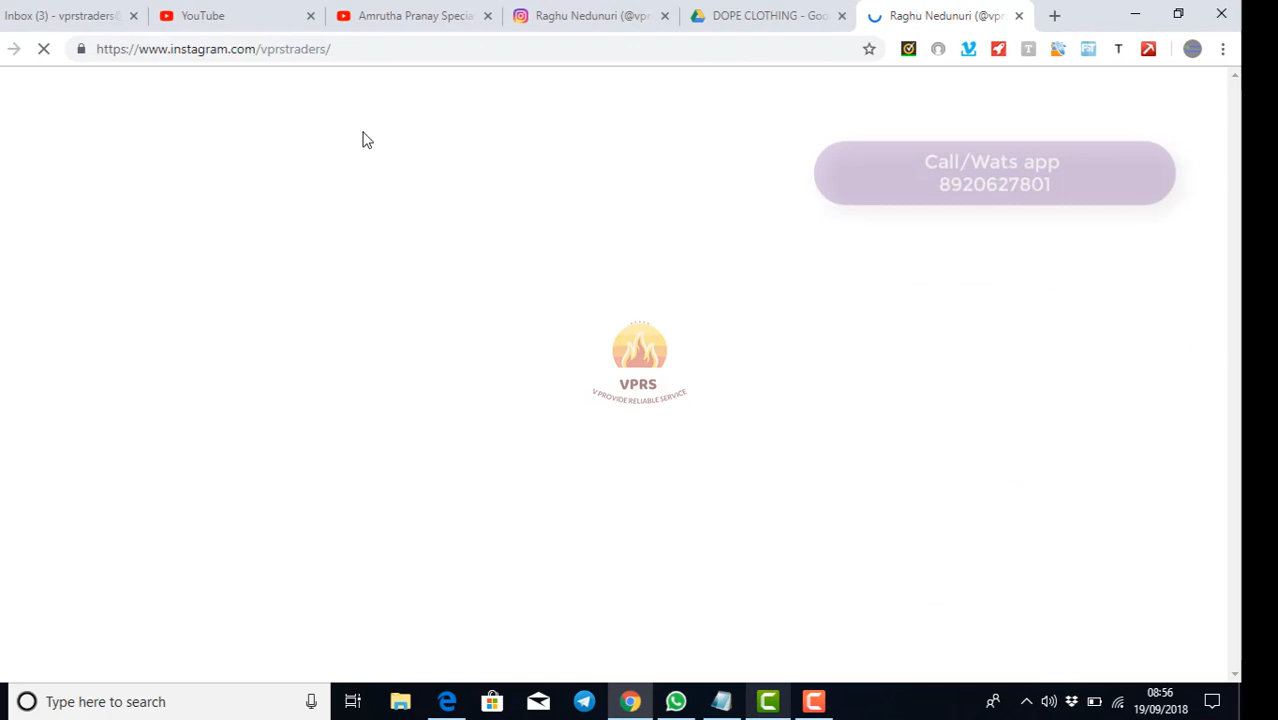 Inbox (3) - vprstraders@
YouTube
Amrutha Pranay Specia
Raghu Nedunuri (@vpr
DOPE CLOTHING - Goo
Raghu Nedunuri (@vpr
https://www.instagram.com/vprstraders/
Call/Wats app
8920627801
VPRS
V PROVIDE RELIABLE SERVICE
Type here to search
08:56
19/09/2018